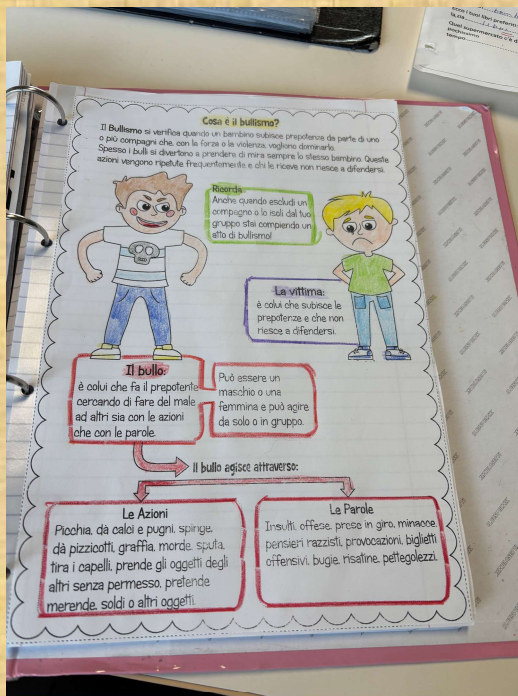 ecco i tuoi libri preferiti
Quel supermercato c'è d
pochissimo
tempo
Cosa è il bullismo?
Il Bullismo si verifica quando un bambino subisce prepotenze da parte di uno
o più compagni che, con la forza o la violenza, vogliono dominarlo.
Spesso i bulli si divertono a prendere di mira sempre lo stesso bambino. Queste
azioni vengono ripetute frequentemente e chi le riceve non riesce a difendersi.
Ricorda:
Anche quando escludi un
compagno o lo isoli dal tuo
gruppo stai compiendo un
atto di bullismo!
La vittima:
è colui che subisce le
prepotenze e che non
riesce a difendersi.
Il bullo:
è colui che fa il prepotente
cercando di fare del male
ad altri sia con le azioni
che con le parole.
Può essere un
maschio o una
femmina e può agire
da solo o in gruppo.
Il bullo agisce attraverso:
Le Azioni
Picchia, dà calci e pugni, spinge,
dà pizzicotti, graffia, morde, sputa,
tira i capelli, prende gli oggetti degli
altri senza permesso, pretende
merende, soldi o altri oggetti.
Le Parole
Insulti, offese, prese in giro, minacce,
pensieri razzisti, provocazioni, biglietti
offensivi, bugie, risatine, pettegolezzi.